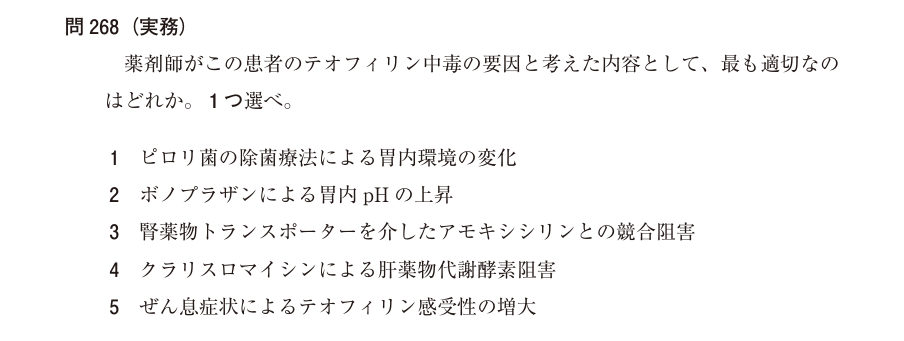 問 268（実務）
薬剤師がこの患者のテオフィリン中毒の要因と考えた内容として、最も適切なの
はどれか。1つ選べ。
1 ピロリ菌の除菌療法による胃内環境の変化
2 ボノプラザンによる胃内 pH の上昇
3 腎薬物トランスポーターを介したアモキシシリンとの競合阻害
4 クラリスロマイシンによる肝薬物代謝酵素阻害
5 ぜん息症状によるテオフィリン感受性の増大